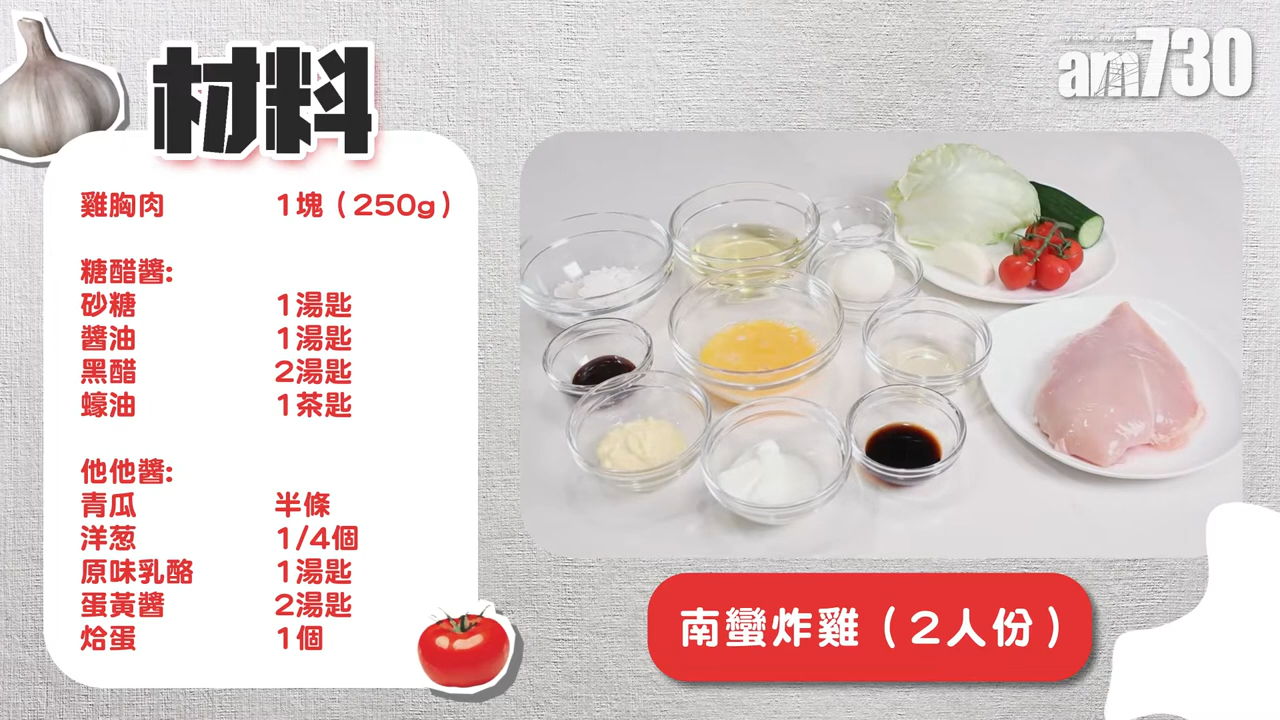 材料
am730
雞胸肉 1塊（250g）
糖醋醬:
砂糖 1湯匙
醬油 1湯匙
黑醋 2湯匙
蠔油 1茶匙
他他醬:
青瓜 半條
洋葱 1/4個
原味乳酪 1湯匙
蛋黃醬 2湯匙
烚蛋 1個
南蠻炸雞（2人份）